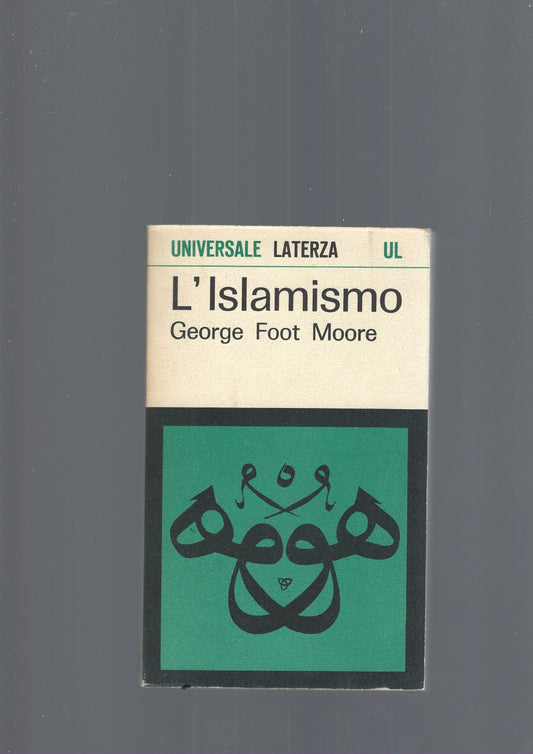 UNIVERSALE LATERZA UL
L'Islamismo
George Foot Moore